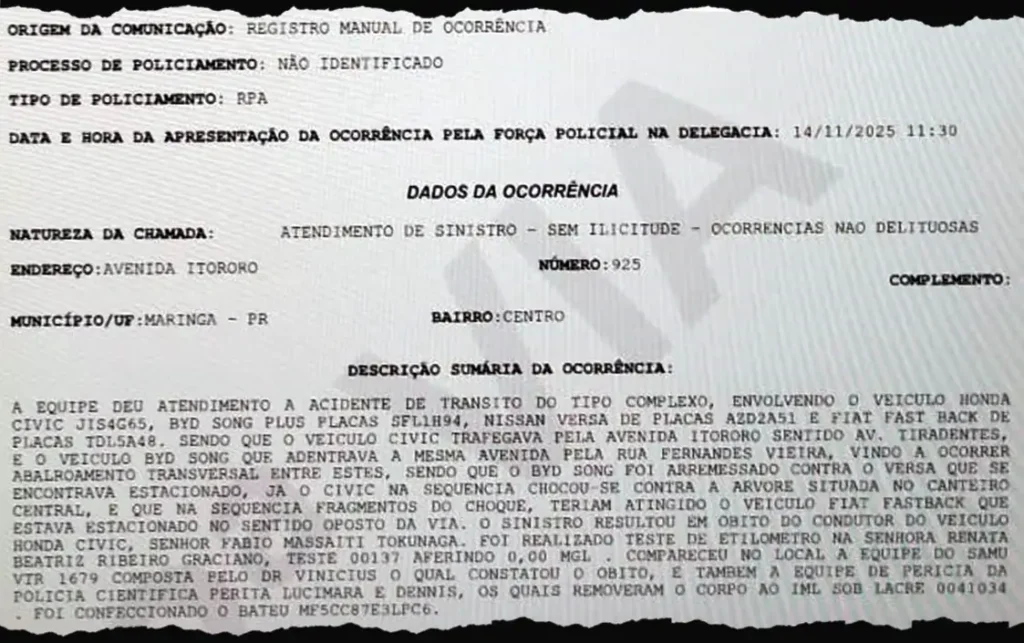 ORIGEM DA COMUNICAÇÃO: REGISTRO MANUAL DE OCORRÊNCIA
PROCESSO DE POLICIAMENTO: NÃO IDENTIFICADO
TIPO DE POLICIAMENTO: RPA
DATA E HORA DA APRESENTAÇÃO DA OCORRÊNCIA PELA FORÇA POLICIAL NA DELEGACIA: 14/11/2025 11:30
DADOS DA OCORRÊNCIA
NATUREZA DA CHAMADA: ATENDIMENTO DE SINISTRO - SEM ILICITUDE - OCORRENCIAS NAO DELITUOSAS
ENDEREÇO:AVENIDA ITORORO NÚMERO:925 COMPLEMENTO:
MUNICÍPIO/UF:MARINGA - PR BAIRRO:CENTRO
DESCRIÇÃO SUMÁRIA DA OCORRÊNCIA:
A EQUIPE DEU ATENDIMENTO A ACIDENTE DE TRANSITO DO TIPO COMPLEXO, ENVOLVENDO O VEICULO HONDA
CIVIC JIS4G65, BYD SONG PLUS PLACAS SFL1H94, NISSAN VERSA DE PLACAS AZD2A51 E FIAT FAST BACK DE
PLACAS TDL5A48. SENDO QUE O VEICULO CIVIC TRAFEGAVA PELA AVENIDA ITORORO SENTIDO AV. TIRADENTES,
E O VEICULO BYD SONG QUE ADENTRAVA A MESMA AVENIDA PELA RUA FERNANDES VIEIRA, VINDO A OCORRER
ABALROAMENTO TRANSVERSAL ENTRE ESTES, SENDO QUE O BYD SONG FOI ARREMESSADO CONTRA O VERSA QUE SE
ENCONTRAVA ESTACIONADO, JA O CIVIC NA SEQUENCIA CHOCOU-SE CONTRA A ARVORE SITUADA NO CANTEIRO
CENTRAL, E QUE NA SEQUENCIA FRAGMENTOS DO CHOQUE, TERIAM ATINGIDO O VEICULO FIAT FASTBACK QUE
ESTAVA ESTACIONADO NO SENTIDO OPOSTO DA VIA. O SINISTRO RESULTOU EM OBITO DO CONDUTOR DO VEICULO
HONDA CIVIC, SENHOR FABIO MASSAITI TOKUNAGA. FOI REALIZADO TESTE DE ETILOMETRO NA SENHORA RENATA
BEATRIZ RIBEIRO GRACIANO, TESTE 00137 AFERINDO 0,00 MGL . COMPARECEU NO LOCAL A EQUIPE DO SAMU
VTR 1679 COMPOSTA PELO DR VINICIUS O QUAL CONSTATOU O OBITO, E TAMBEM A EQUIPE DE PERICIA DA
POLICIA CIENTIFICA PERITA LUCIMARA E DENNIS, OS QUAIS REMOVERAM O CORPO AO IML SOB LACRE 0041034
. FOI CONFECCIONADO O BATEU MF5CC87E3LPC6.
VIA